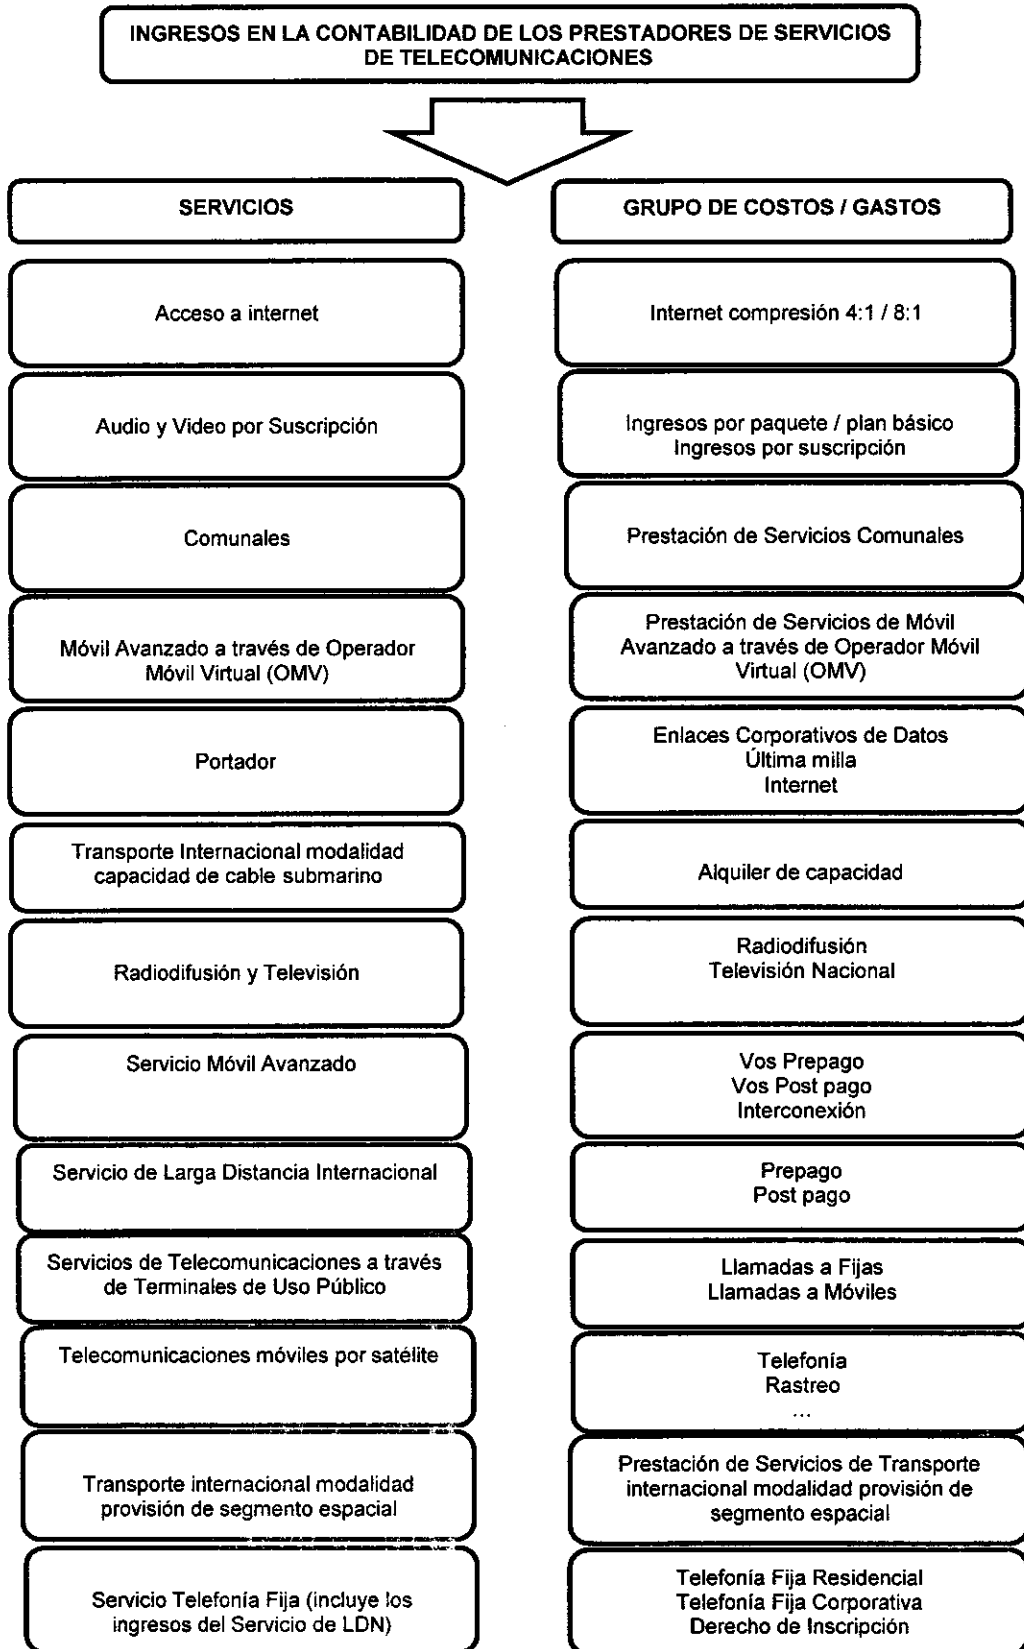 INGRESOS EN LA CONTABILIDAD DE LOS PRESTADORES DE SERVICIOS
DE TELECOMUNICACIONES
SERVICIOS
GRUPO DE COSTOS / GASTOS
Acceso a internet
Internet compresión 4:1 / 8:1
Audio y Video por Suscripción
Ingresos por paquete / plan básico
Ingresos por suscripción
Comunales
Prestación de Servicios Comunales
Móvil Avanzado a través de Operador
Móvil Virtual (OMV)
Prestación de Servicios de Móvil
Avanzado a través de Operador Móvil
Virtual (OMV)
Portador
Enlaces Corporativos de Datos
Última milla
Internet
Transporte Internacional modalidad
capacidad de cable submarino
Alquiler de capacidad
Radiodifusión y Televisión
Radiodifusión
Televisión Nacional
Servicio Móvil Avanzado
Vos Prepago
Vos Post pago
Interconexión
Servicio de Larga Distancia Internacional
Prepago
Post pago
Servicios de Telecomunicaciones a través
de Terminales de Uso Público
Llamadas a Fijas
Llamadas a Móviles
Telecomunicaciones móviles por satélite
Telefonía
Rastreo
...
Transporte internacional modalidad
provisión de segmento espacial
Prestación de Servicios de Transporte
internacional modalidad provisión de
segmento espacial
Servicio Telefonía Fija (incluye los
ingresos del Servicio de LDN)
Telefonía Fija Residencial
Telefonía Fija Corporativa
Derecho de Inscripción